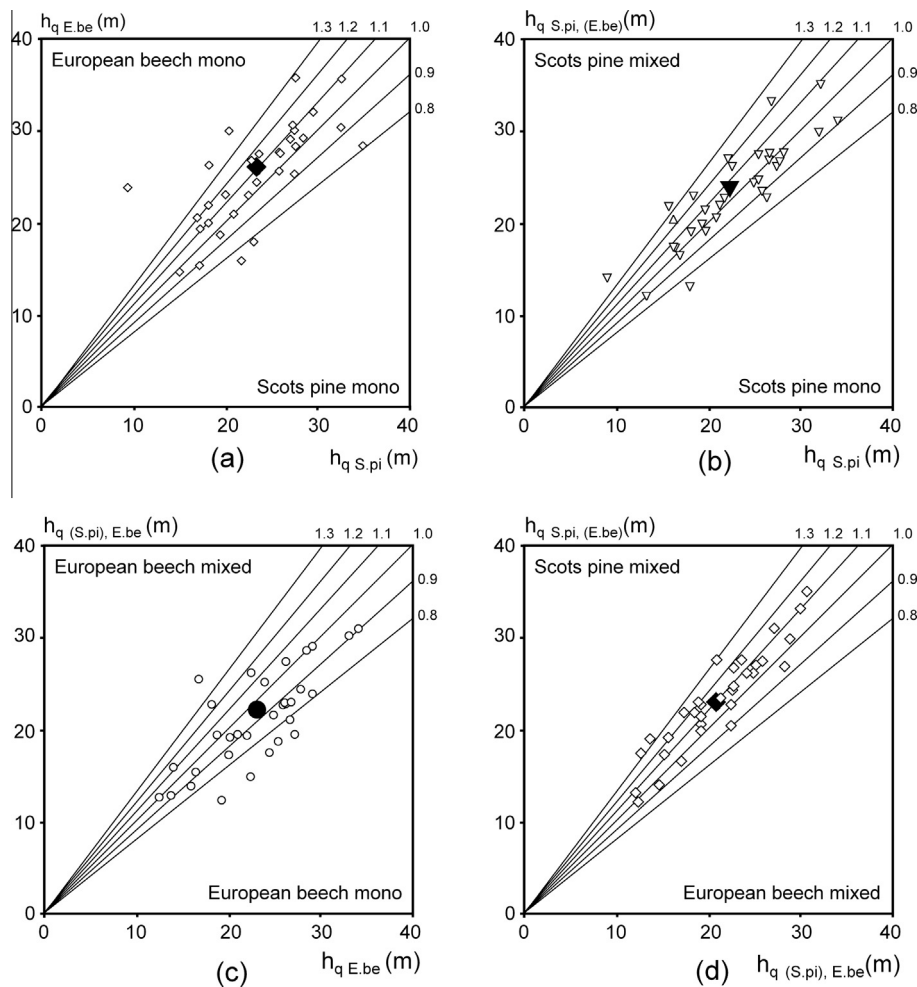 h_q E.be (m)
1.3 1.2 1.1 1.0
European beech mono
0.9
0.8
40
30
20
10
0
Scots pine mono
0 10 20 30 40
(a) h_q S.pi (m)
h_q S.pi, (E.be) (m)
1.3 1.2 1.1 1.0
Scots pine mixed
0.9
0.8
40
30
20
10
0
Scots pine mono
0 10 20 30 40
(b) h_q S.pi (m)
h_q (S.pi), E.be (m)
1.3 1.2 1.1 1.0
European beech mixed
0.9
0.8
40
30
20
10
0
European beech mono
0 10 20 30 40
(c) h_q E.be (m)
h_q S.pi, (E.be) (m)
1.3 1.2 1.1 1.0
Scots pine mixed
0.9
0.8
40
30
20
10
0
European beech mixed
0 10 20 30 40
(d) h_q (S.pi), E.be (m)